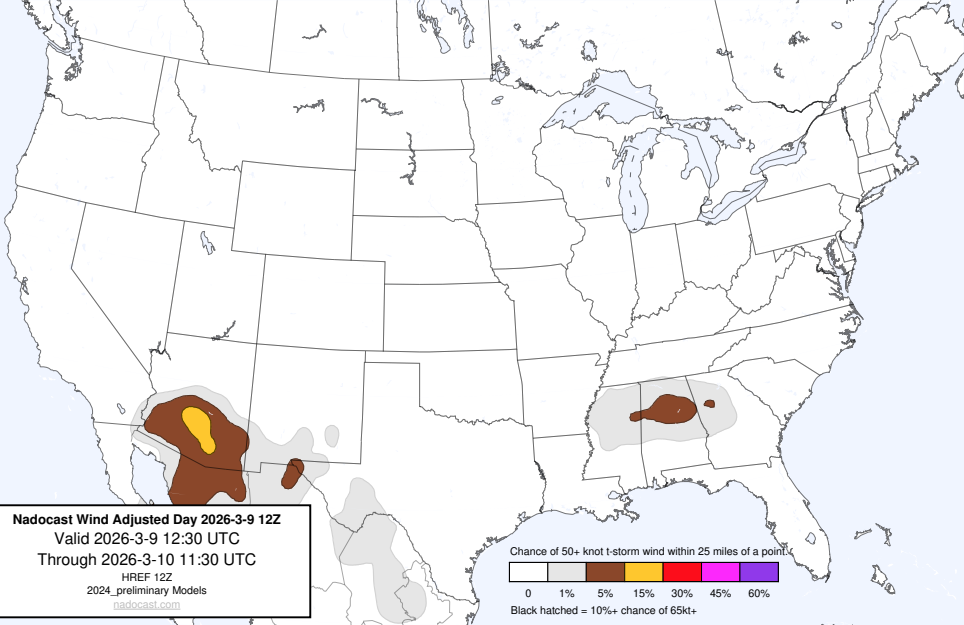 Nadocast Wind Adjusted Day 2026-3-9 12Z
Valid 2026-3-9 12:30 UTC
Through 2026-3-10 11:30 UTC
HREF 12Z
2024_preliminary Models
nadocast.com
Chance of 50+ knot t-storm wind within 25 miles of a point.
0 1% 5% 15% 30% 45% 60%
Black hatched = 10%+ chance of 65kt+